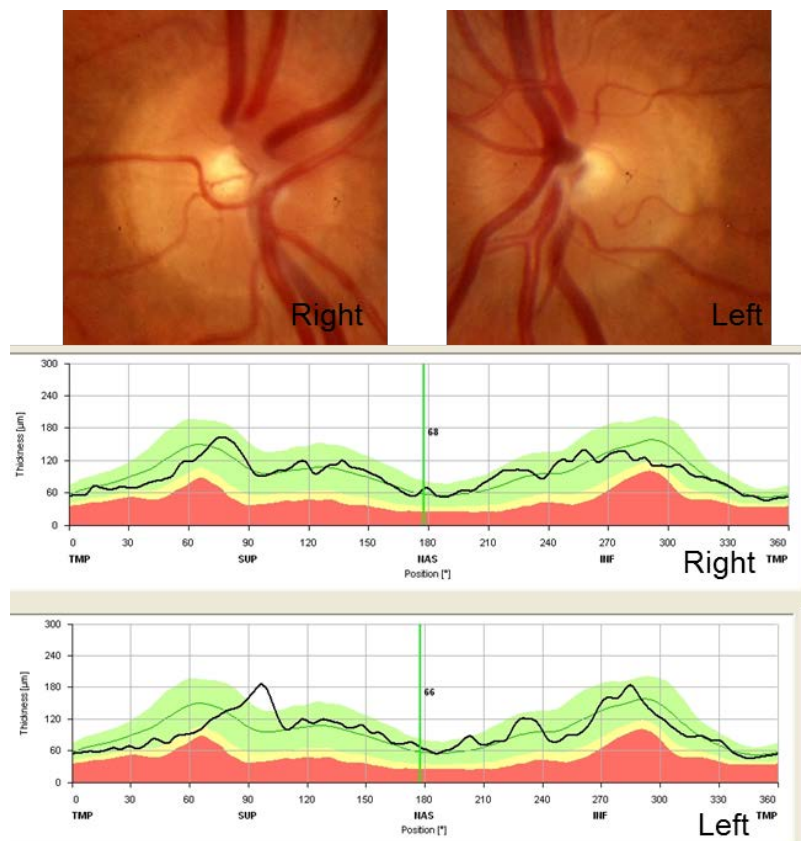 Right Left
300
240
180
120
60
0
Thickness [µm]
68
0 30 60 90 120 150 180 210 240 270 300 330 360
TMP SUP NAS INF TMP
Position [°]
Right
300
240
180
120
60
0
Thickness [µm]
66
0 30 60 90 120 150 180 210 240 270 300 330 360
TMP SUP NAS INF TMP
Position [°]
Left